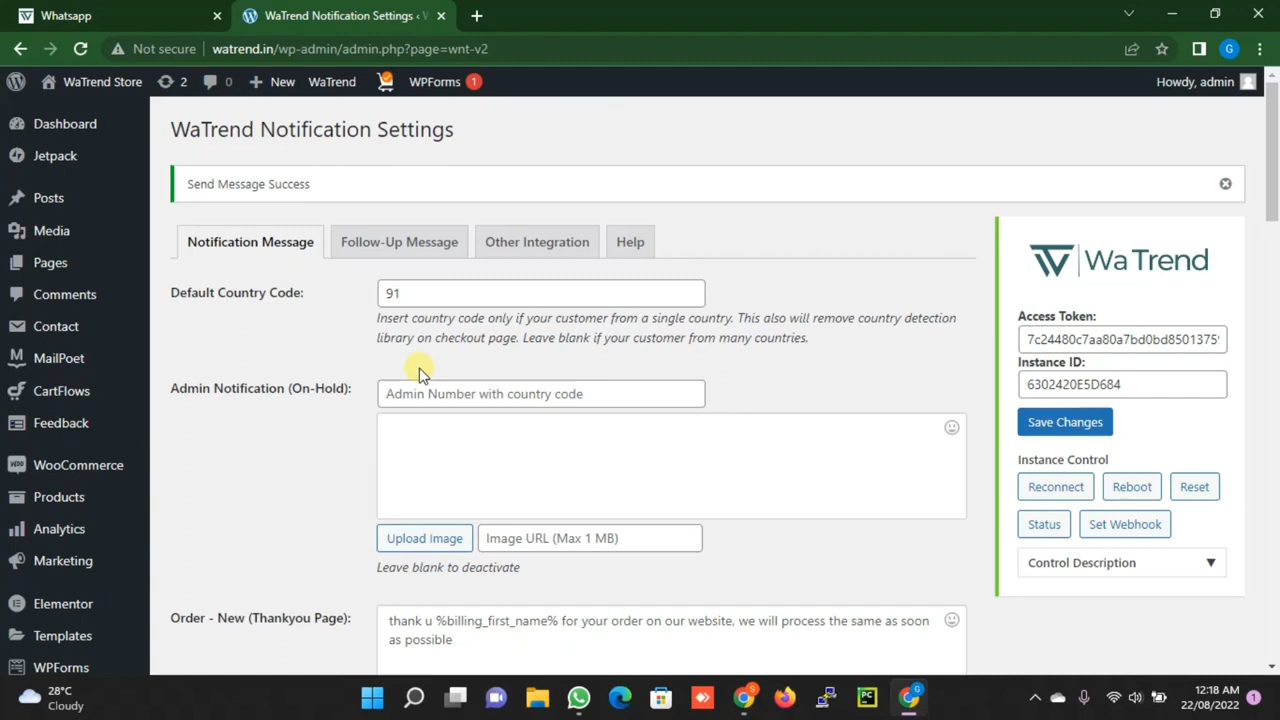 Whatsapp
WaTrend Notification Settings ‹ W
Not secure
watrend.in/wp-admin/admin.php?page=wnt-v2
G
WaTrend Store
2
0
New
WaTrend
WPForms
1
Howdy, admin
Dashboard
Jetpack
Posts
Media
Pages
Comments
Contact
MailPoet
CartFlows
Feedback
WooCommerce
Products
Analytics
Marketing
Elementor
Templates
WPForms
WaTrend Notification Settings
Send Message Success
Notification Message
Follow-Up Message
Other Integration
Help
Default Country Code:
91
Insert country code only if your customer from a single country. This also will remove country detection
library on checkout page. Leave blank if your customer from many countries.
Admin Notification (On-Hold):
Admin Number with country code
Upload Image
Image URL (Max 1 MB)
Leave blank to deactivate
Order - New (Thankyou Page):
thank u %billing_first_name% for your order on our website, we will process the same as soon
as possible
WaTrend
Access Token:
7c24480c7aa80a7bd0bd8501375
Instance ID:
6302420E5D684
Save Changes
Instance Control
Reconnect
Reboot
Reset
Status
Set Webhook
Control Description
28°C
Cloudy
12:18 AM
22/08/2022
1